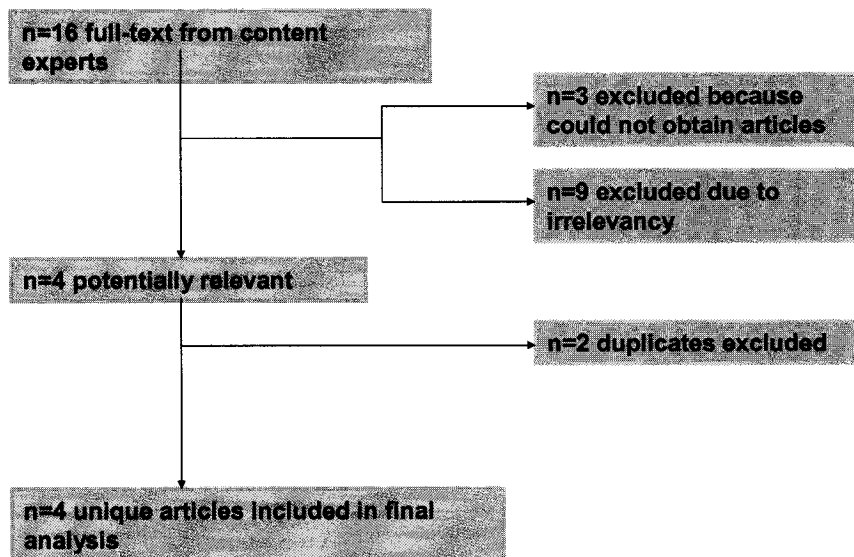 n=16 full-text from content
experts
n=3 excluded because
could not obtain articles
n=9 excluded due to
irrelevancy
n=4 potentially relevant
n=2 duplicates excluded
n=4 unique articles included in final
analysis